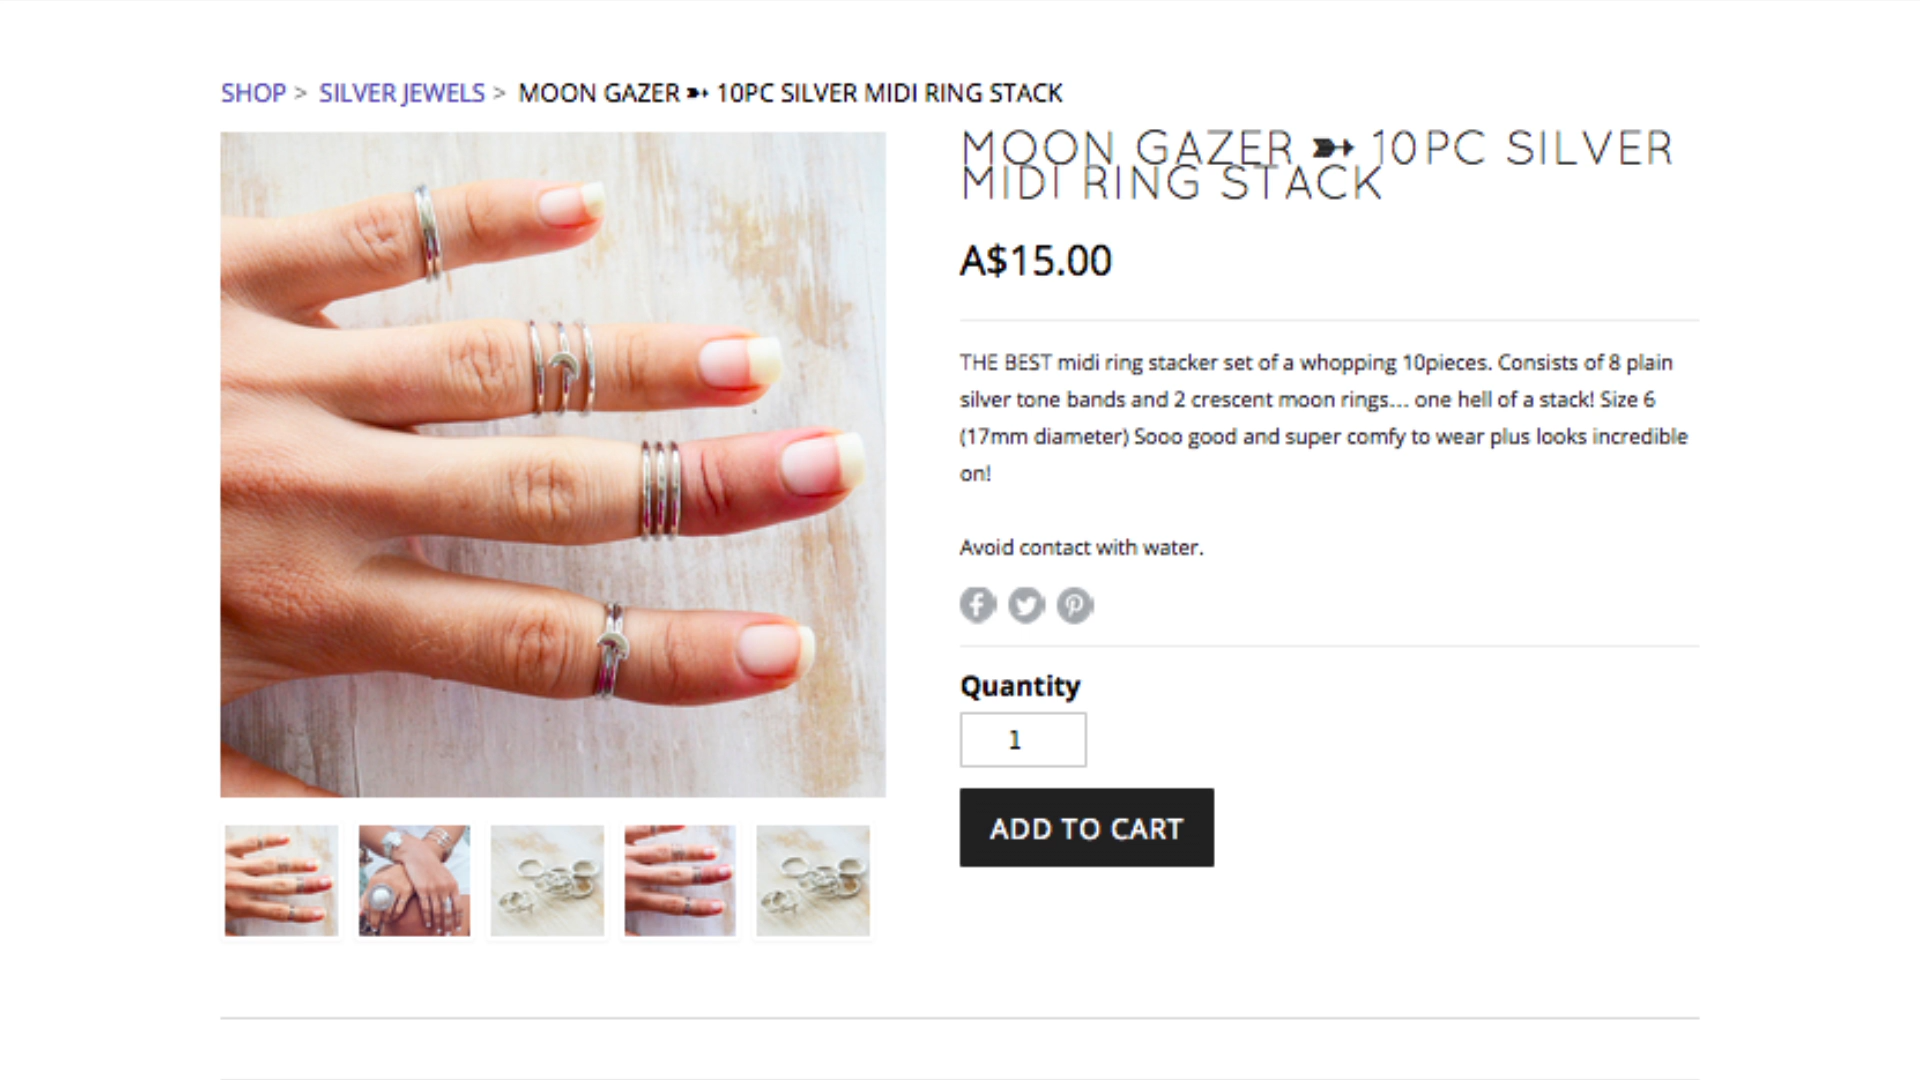 SHOP > SILVER JEWELS > MOON GAZER ➳ 10PC SILVER MIDI RING STACK
MOON GAZER ➳ 10PC SILVER
MIDI RING STACK
A$15.00
THE BEST midi ring stacker set of a whopping 10pieces. Consists of 8 plain
silver tone bands and 2 crescent moon rings... one hell of a stack! Size 6
(17mm diameter) Sooo good and super comfy to wear plus looks incredible
on!
Avoid contact with water.
Quantity
1
ADD TO CART